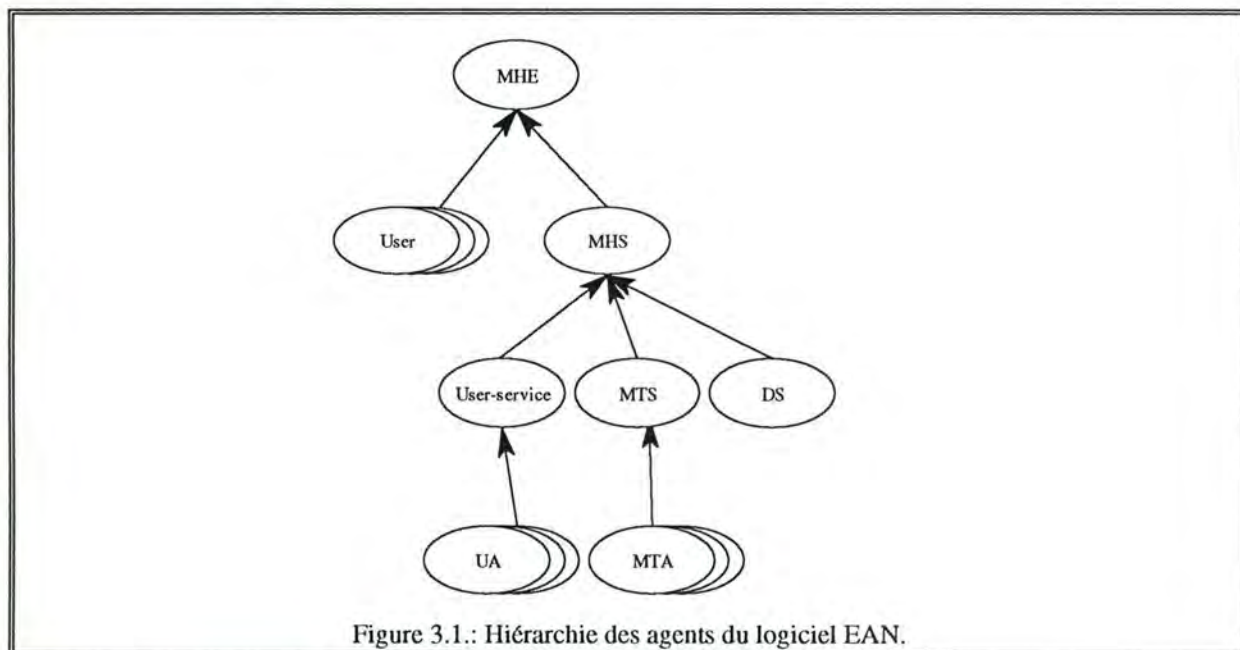 MHE
User
MHS
User-service
MTS
DS
UA
MTA
Figure 3.1.: Hiérarchie des agents du logiciel EAN.